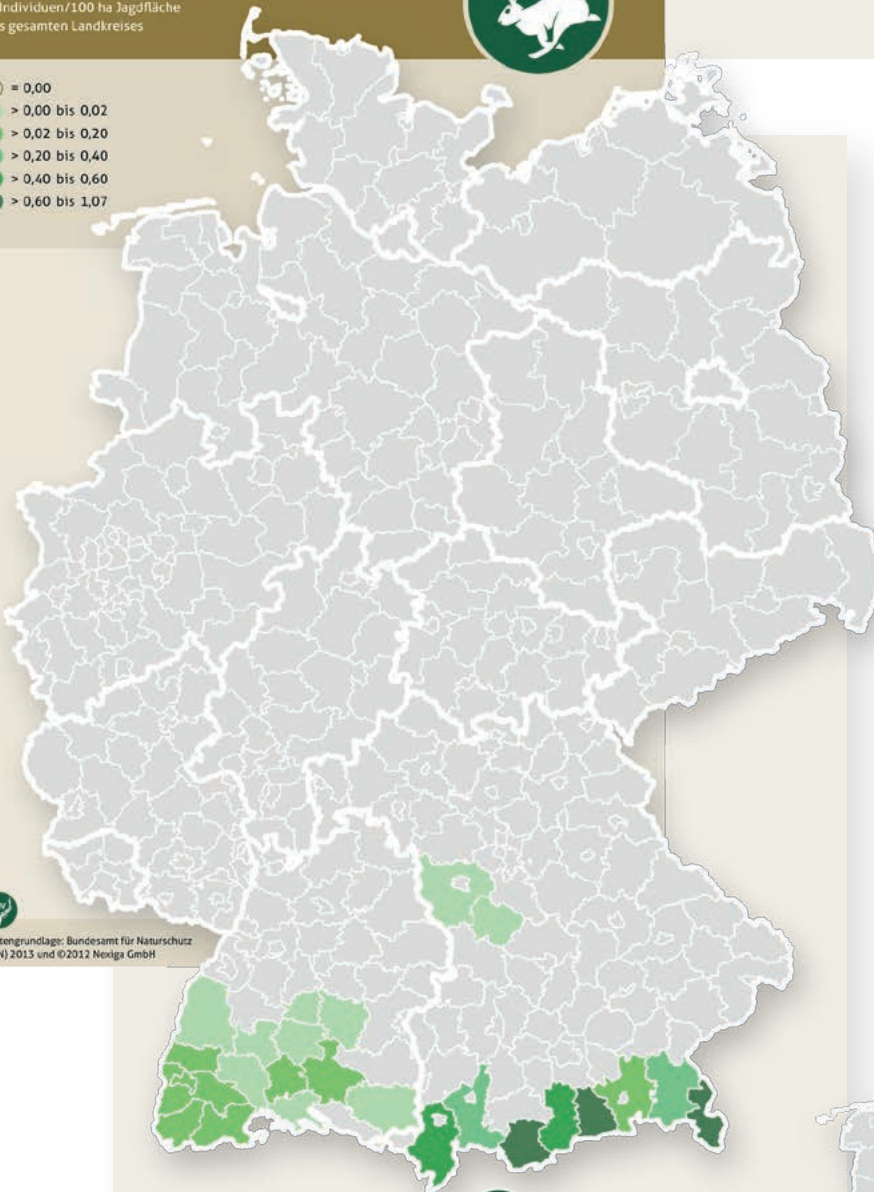 Individuen/100 ha Jagdfläche
s gesamten Landkreises
= 0,00
> 0,00 bis 0,02
> 0,02 bis 0,20
> 0,20 bis 0,40
> 0,40 bis 0,60
> 0,60 bis 1,07
tengrundlage: Bundesamt für Naturschutz
N) 2013 und ©2012 Nexiga GmbH